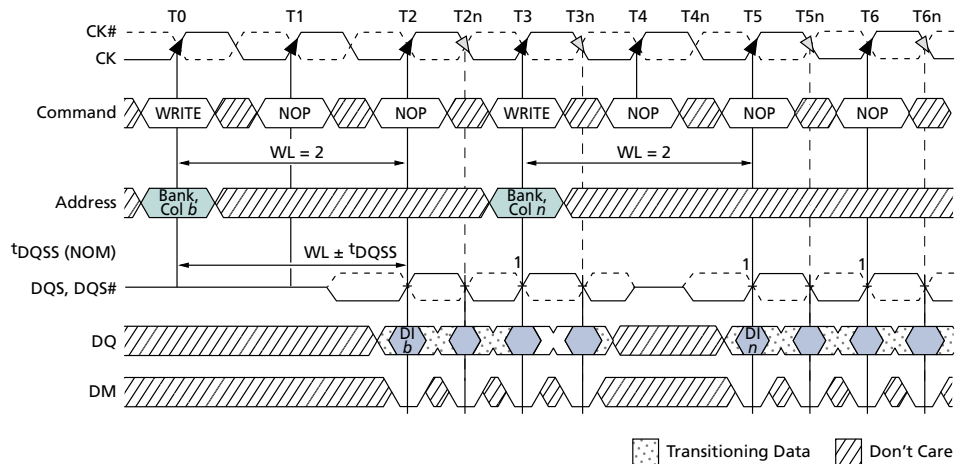 T0 T1 T2 T2n T3 T3n T4 T4n T5 T5n T6 T6n
CK#
CK
Command WRITE NOP NOP WRITE NOP NOP NOP
WL = 2 WL = 2
Address Bank, Col b Bank, Col n
tDQSS (NOM) WL ± tDQSS
1 1 1
DQS, DQS#
DQ DI b DI n
DM
Transitioning Data Don't Care